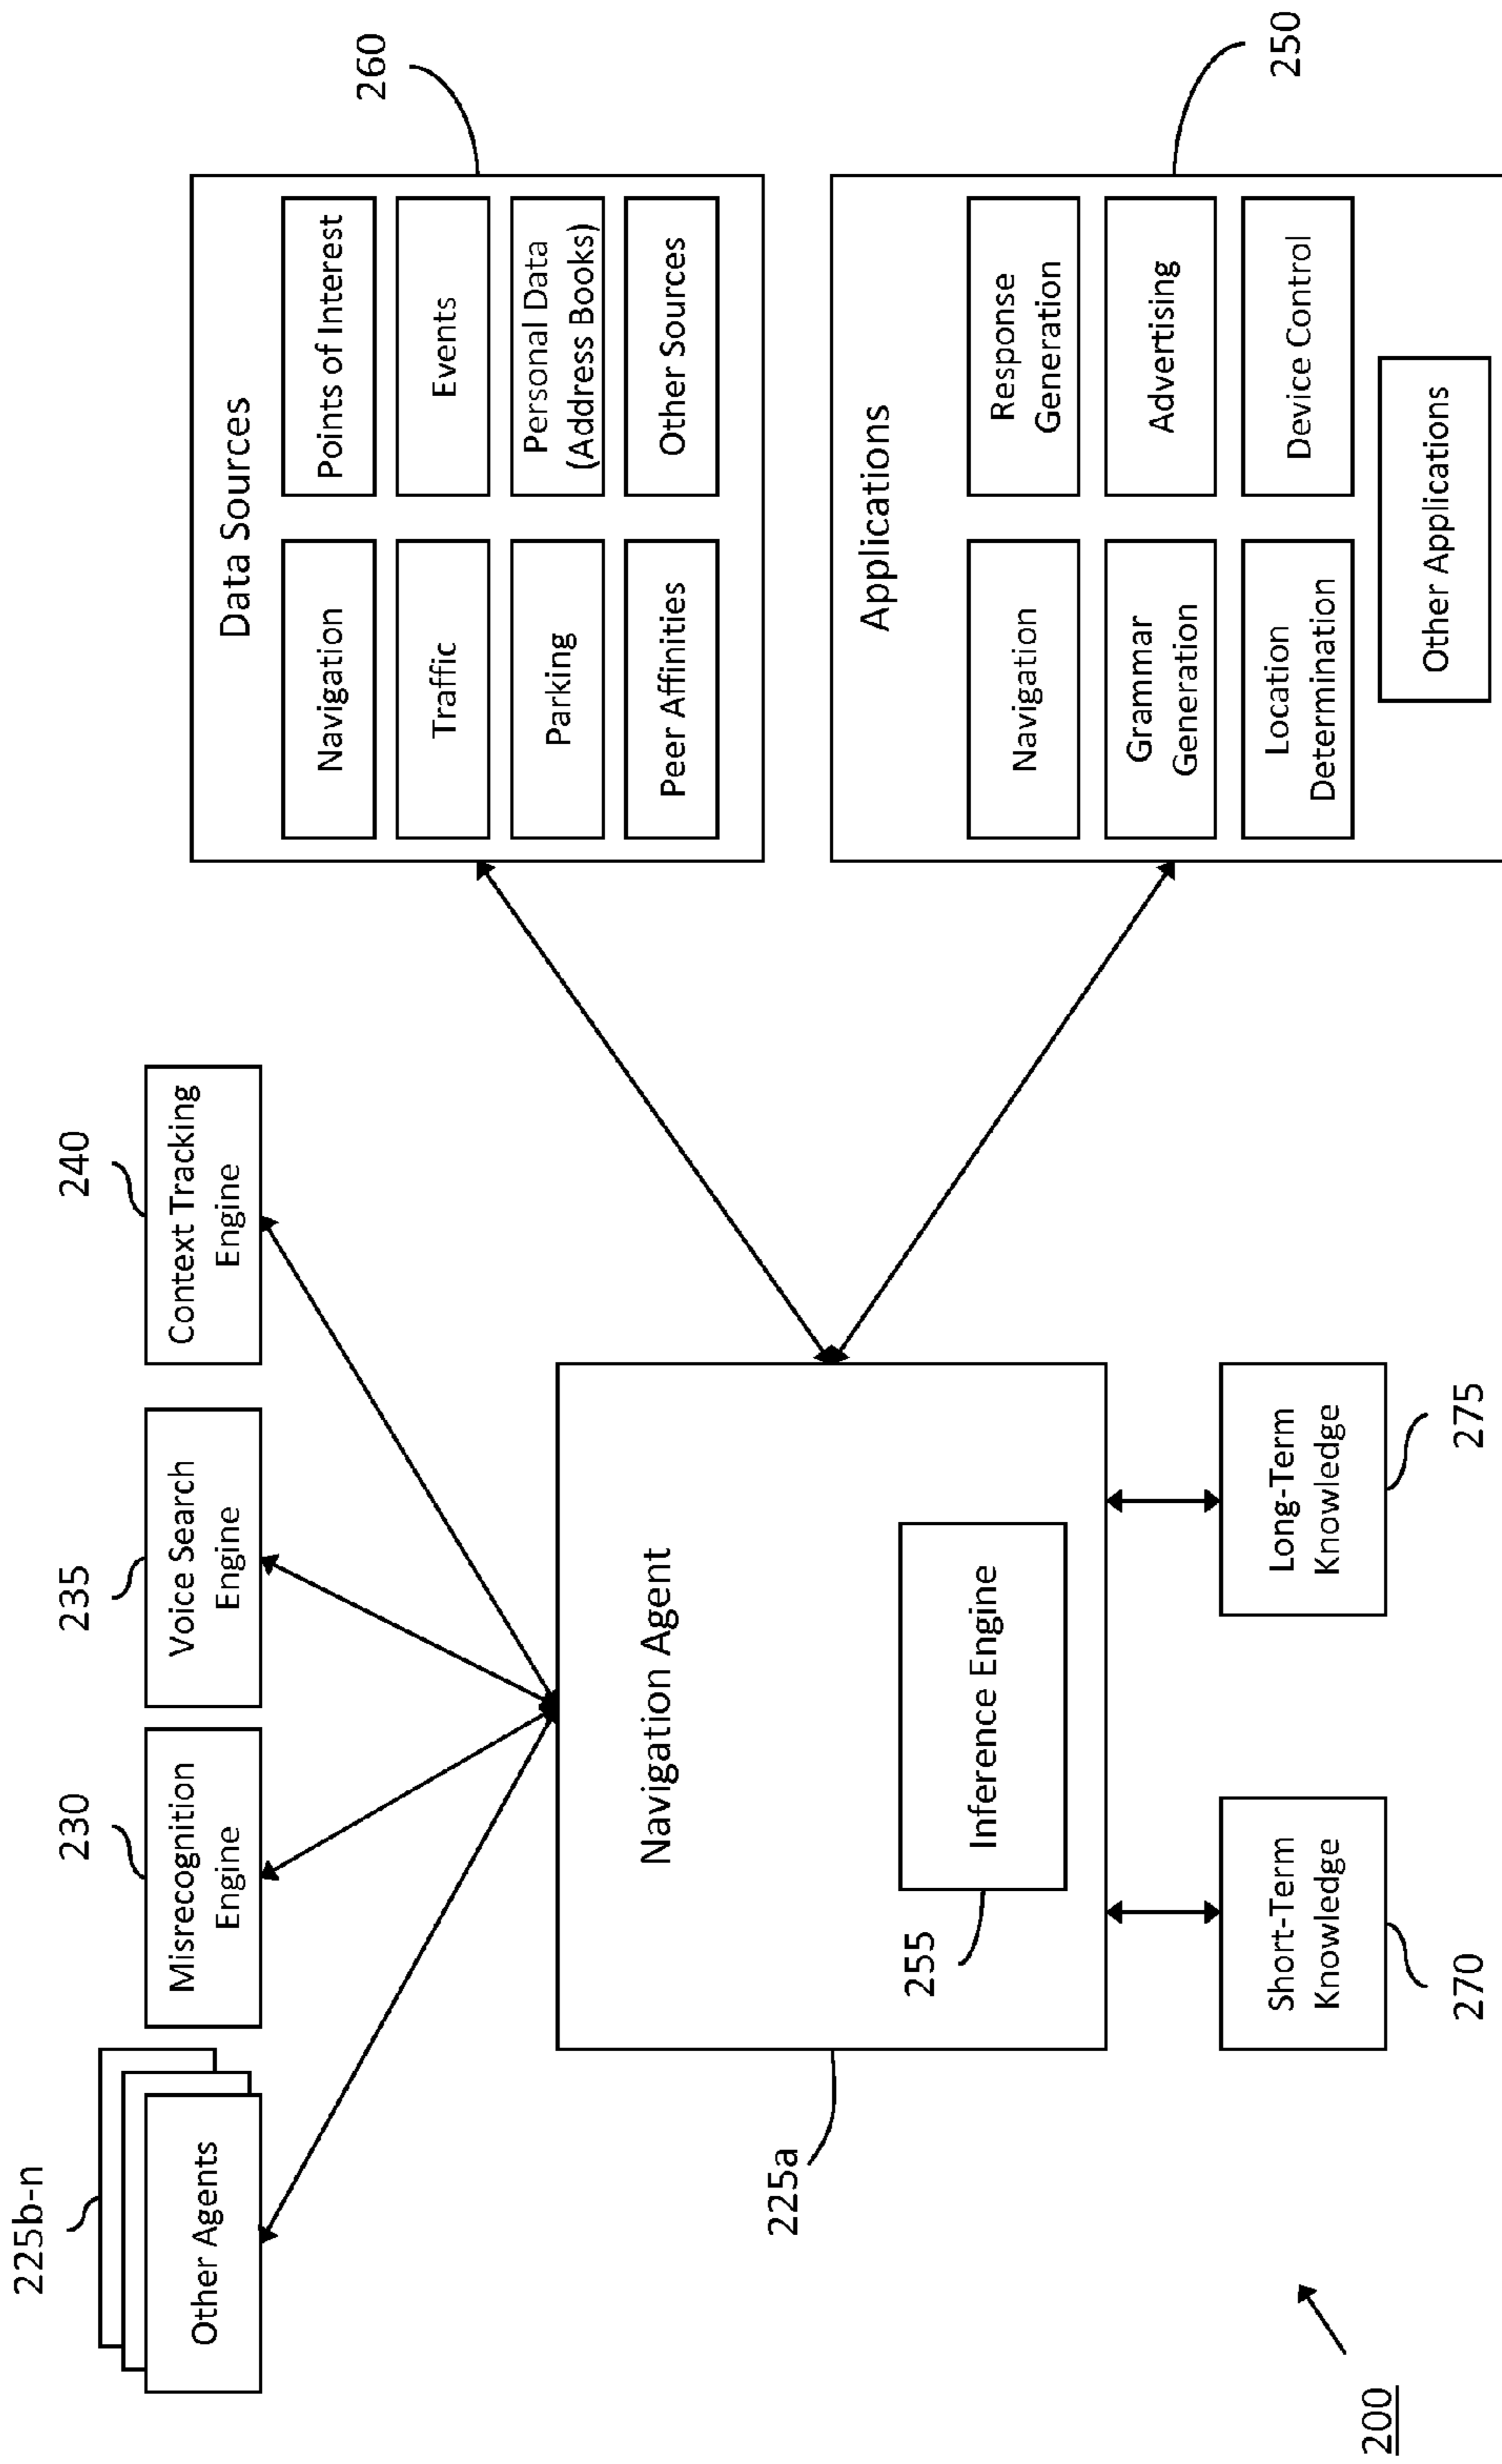 225b-n
Other Agents
230
Misrecognition
Engine
235
Voice Search
Engine
240
Context Tracking
Engine
260
Data Sources
Navigation
Points of Interest
Traffic
Events
Parking
Personal Data
(Address Books)
Peer Affinities
Other Sources
225a
Navigation Agent
255
Inference Engine
Applications
250
Navigation
Response
Generation
Grammar
Generation
Advertising
Location
Determination
Device Control
Other Applications
Short-Term
Knowledge
270
Long-Term
Knowledge
275
200